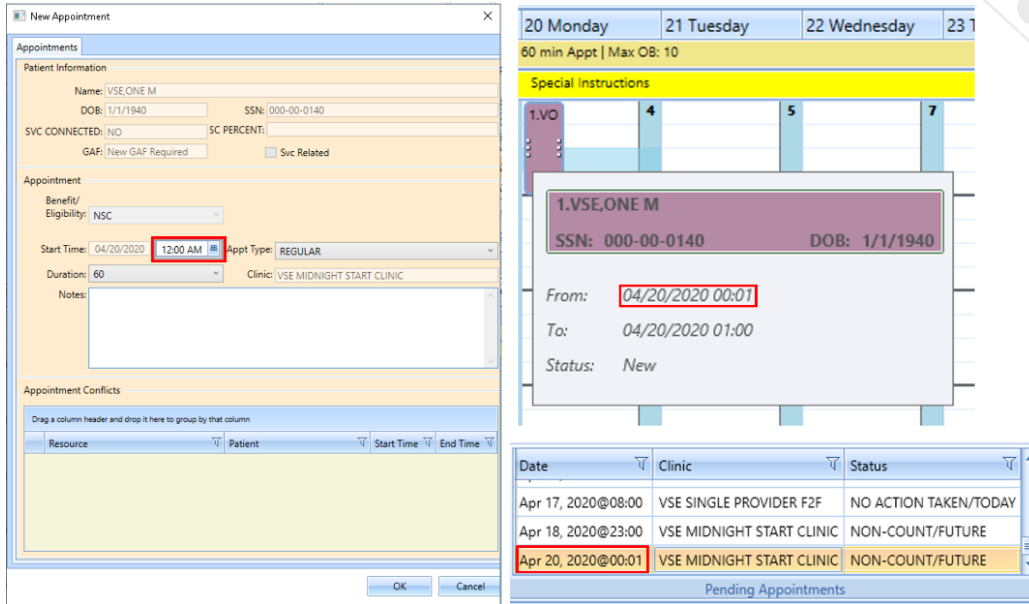 New Appointment
Appointments
Patient Information
Name: VSE,ONE M
DOB: 1/1/1940 SSN: 000-00-0140
SVC CONNECTED: NO SC PERCENT:
GAF: New GAF Required Svc Related
Appointment
Benefit/
Eligibility: NSC
Start Time: 04/20/2020 12:00 AM Appt Type: REGULAR
Duration: 60 Clinic: VSE MIDNIGHT START CLINIC
Notes:
Appointment Conflicts
Drag a column header and drop it here to group by that column
Resource Patient Start Time End Time
OK Cancel
20 Monday 21 Tuesday 22 Wednesday 23
60 min Appt | Max OB: 10
Special Instructions
1.VO 4 5 7
1.VSE,ONE M
SSN: 000-00-0140 DOB: 1/1/1940
From: 04/20/2020 00:01
To: 04/20/2020 01:00
Status: New
Date Clinic Status
Apr 17, 2020@08:00 VSE SINGLE PROVIDER F2F NO ACTION TAKEN/TODAY
Apr 18, 2020@23:00 VSE MIDNIGHT START CLINIC NON-COUNT/FUTURE
Apr 20, 2020@00:01 VSE MIDNIGHT START CLINIC NON-COUNT/FUTURE
Pending Appointments